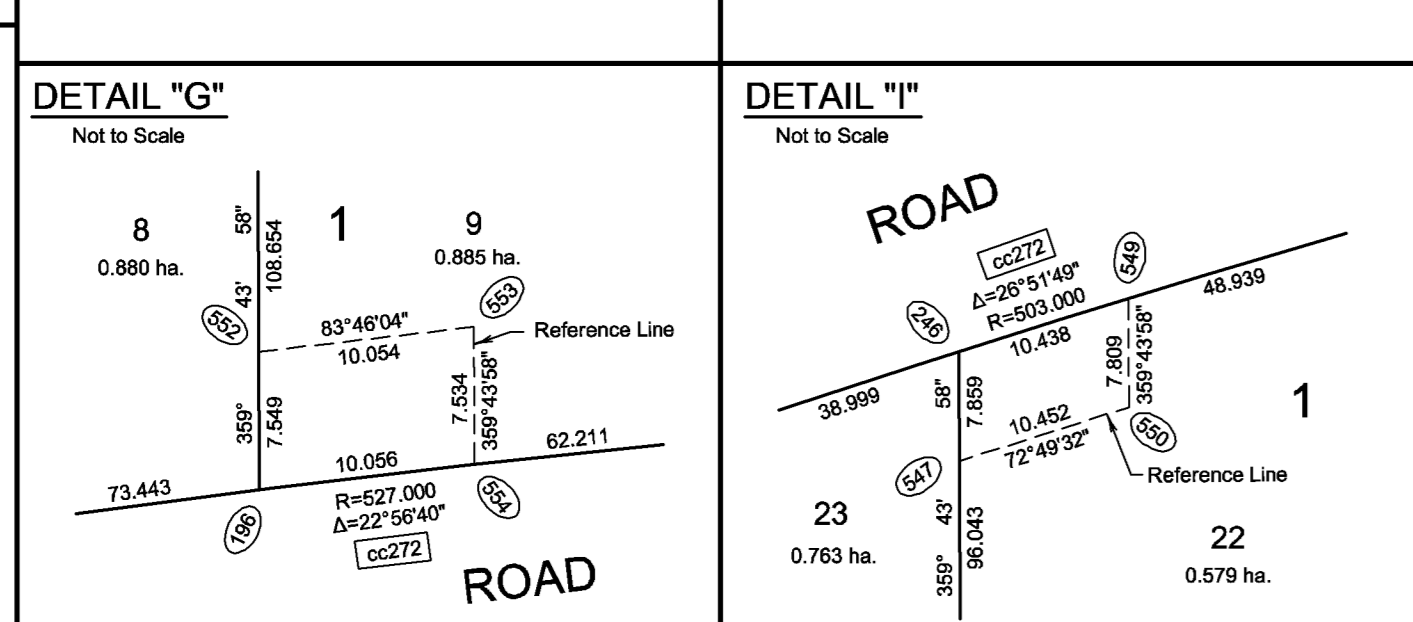 DETAIL "G"
Not to Scale
8
0.880 ha.
1
9
0.885 ha.
359° 43' 58"
108.654
552
553
83°46'04"
10.054
Reference Line
7.549
7.534
359°43'58"
73.443
10.056
62.211
R=527.000
Δ=22°56'40"
cc272
196
554
ROAD
DETAIL "I"
Not to Scale
ROAD
cc272
Δ=26°51'49"
R=503.000
549
246
48.939
10.438
38.999
7.859
7.809
359°43'58"
1
10.452
72°49'32"
550
Reference Line
547
359° 43' 58"
96.043
23
0.763 ha.
22
0.579 ha.